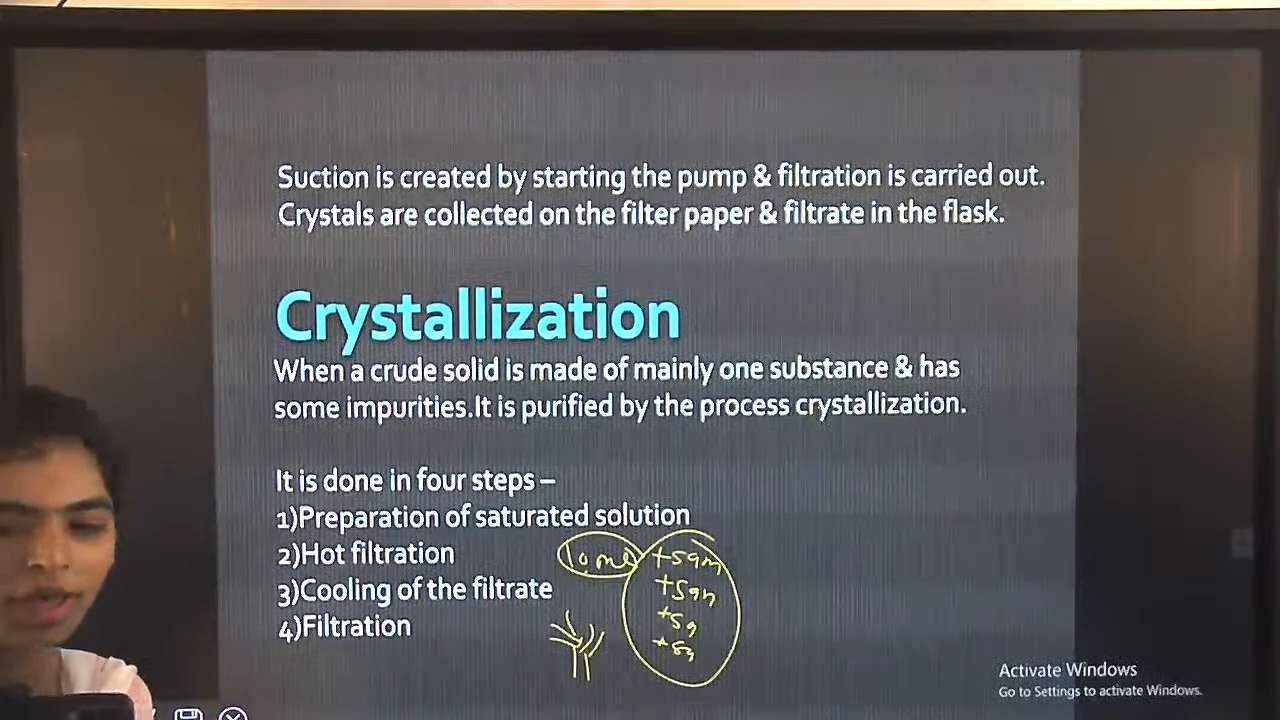 Suction is created by starting the pump & filtration is carried out.
Crystals are collected on the filter paper & filtrate in the flask.
Crystallization
When a crude solid is made of mainly one substance & has
some impurities.It is purified by the process crystallization.
It is done in four steps –
1)Preparation of saturated solution
2)Hot filtration
3)Cooling of the filtrate
4)Filtration
+5gm
Activate Windows
Go to Settings to activate Windows.